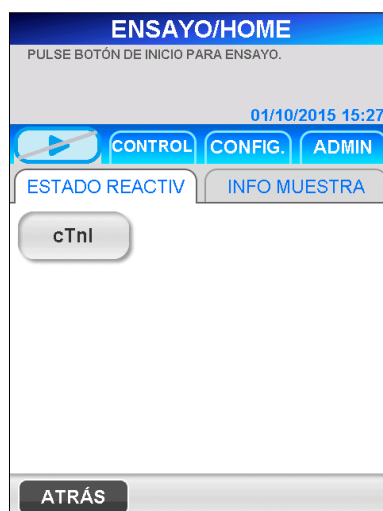 ENSAYO/HOME
PULSE BOTÓN DE INICIO PARA ENSAYO.
01/10/2015 15:27
CONTROL CONFIG. ADMIN
ESTADO REACTIV INFO MUESTRA
cTnI
ATRÁS